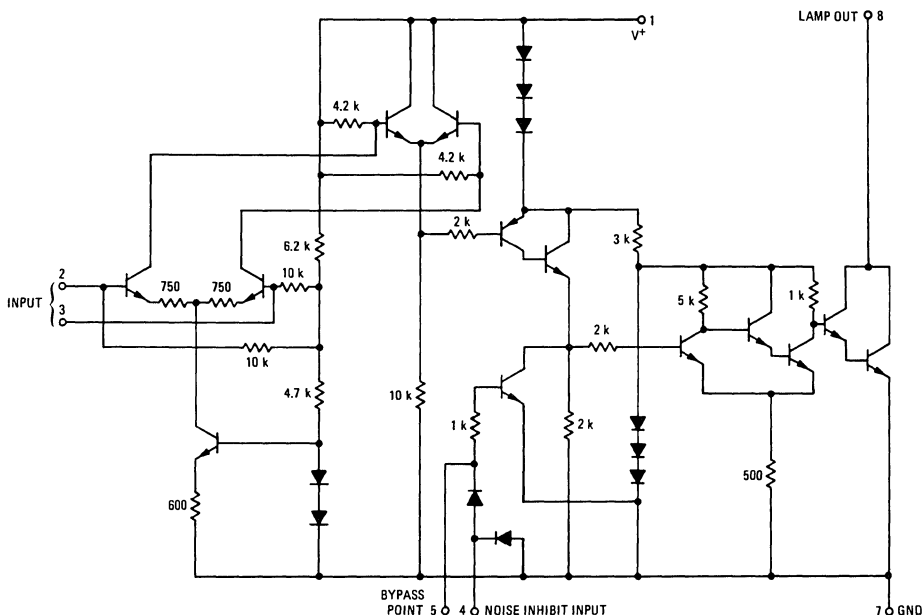 LAMP OUT 8
1
V+
4.2 k
4.2 k
2 k
3 k
6.2 k
2
750
750
10 k
5 k
1 k
INPUT
3
10 k
2 k
4.7 k
10 k
1 k
2 k
500
600
BYPASS
POINT 5 4 NOISE INHIBIT INPUT
7 GND